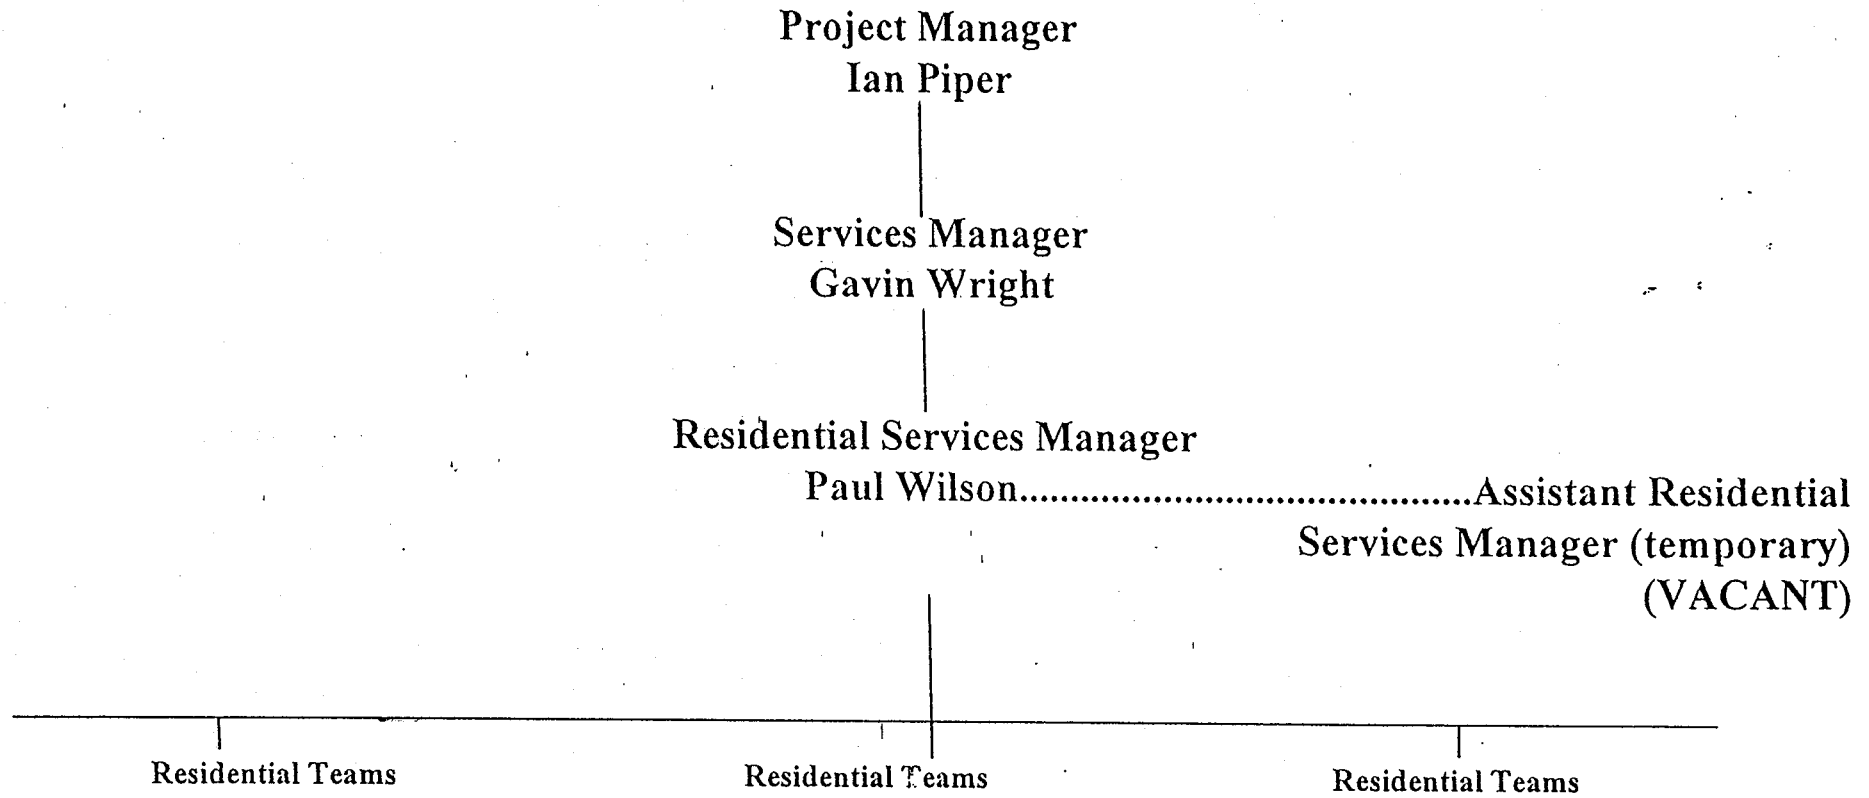 Project Manager
Ian Piper
Services Manager
Gavin Wright
Residential Services Manager
Paul Wilson............................................Assistant Residential
Services Manager (temporary)
(VACANT)
Residential Teams Residential Teams Residential Teams